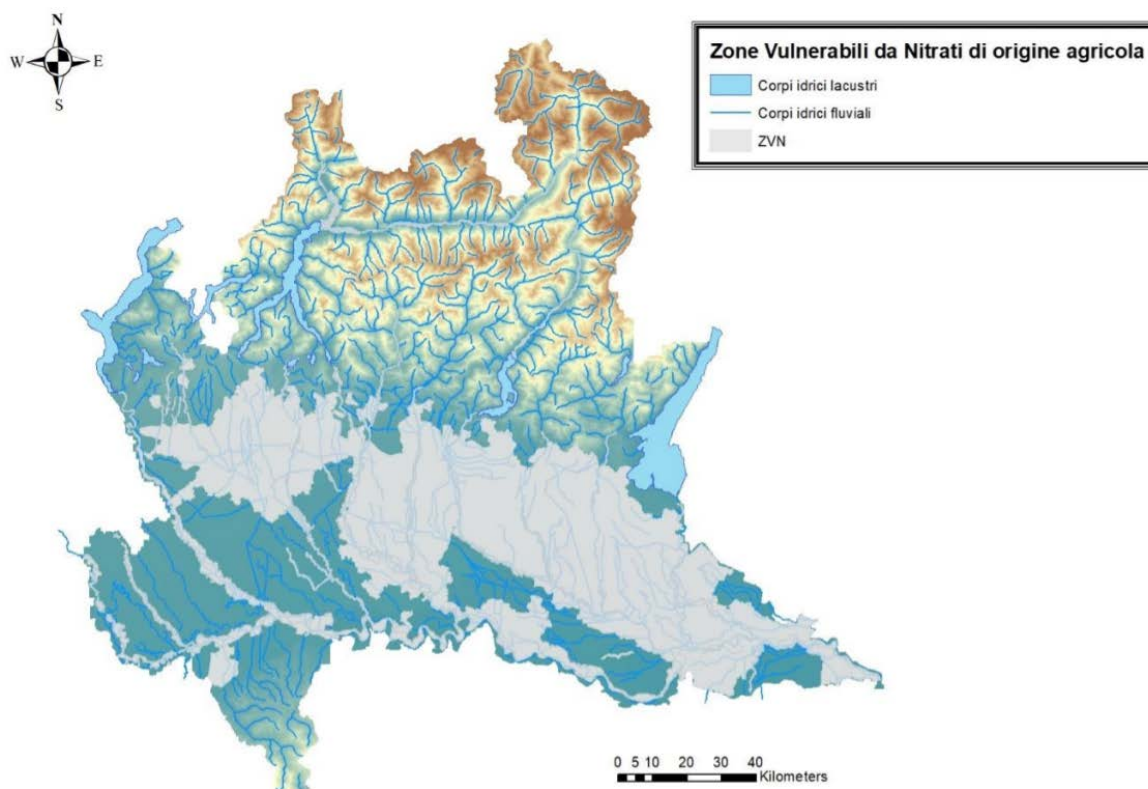 N
W E
S
Zone Vulnerabili da Nitrati di origine agricola
Corpi idrici lacustri
Corpi idrici fluviali
ZVN
0 5 10 20 30 40
Kilometers